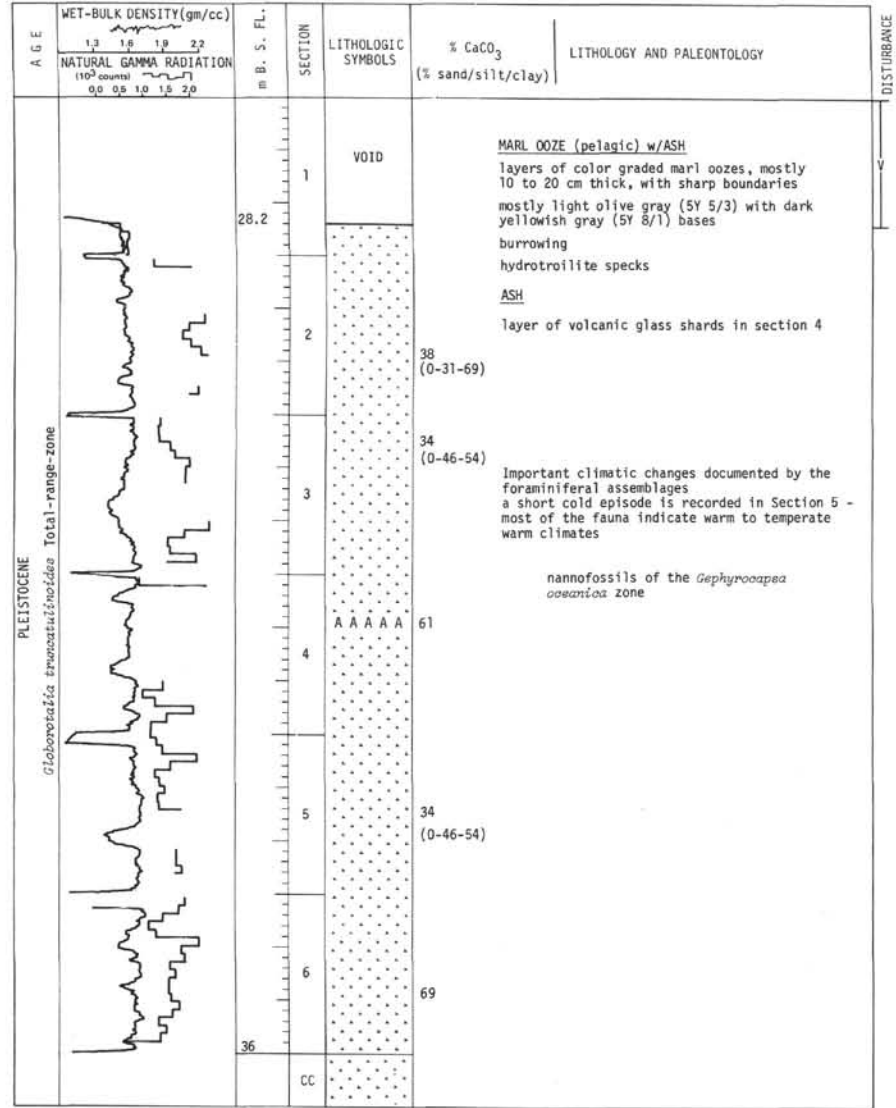 AGE
WET-BULK DENSITY(gm/cc)
1.3 1.6 1.9 2.2
NATURAL GAMMA RADIATION
(10³ counts)
0.0 0.5 1.0 1.5 2.0
m B. S. FL.
SECTION
LITHOLOGIC
SYMBOLS
% CaCO₃
(% sand/silt/clay)
LITHOLOGY AND PALEONTOLOGY
DISTURBANCE
PLEISTOCENE
Globorotalia truncatulinoides Total-range-zone
28.2
36
1
2
3
4
5
6
CC
VOID
A A A A A
38
(0-31-69)
34
(0-46-54)
61
34
(0-46-54)
69
MARL OOZE (pelagic) w/ASH
layers of color graded marl oozes, mostly
10 to 20 cm thick, with sharp boundaries
mostly light olive gray (5Y 5/3) with dark
yellowish gray (5Y 8/1) bases
burrowing
hydrotroilite specks
ASH
layer of volcanic glass shards in section 4
Important climatic changes documented by the
foraminiferal assemblages
a short cold episode is recorded in Section 5 -
most of the fauna indicate warm to temperate
warm climates
nannofossils of the Gephyrocapsa
oceanica zone
V